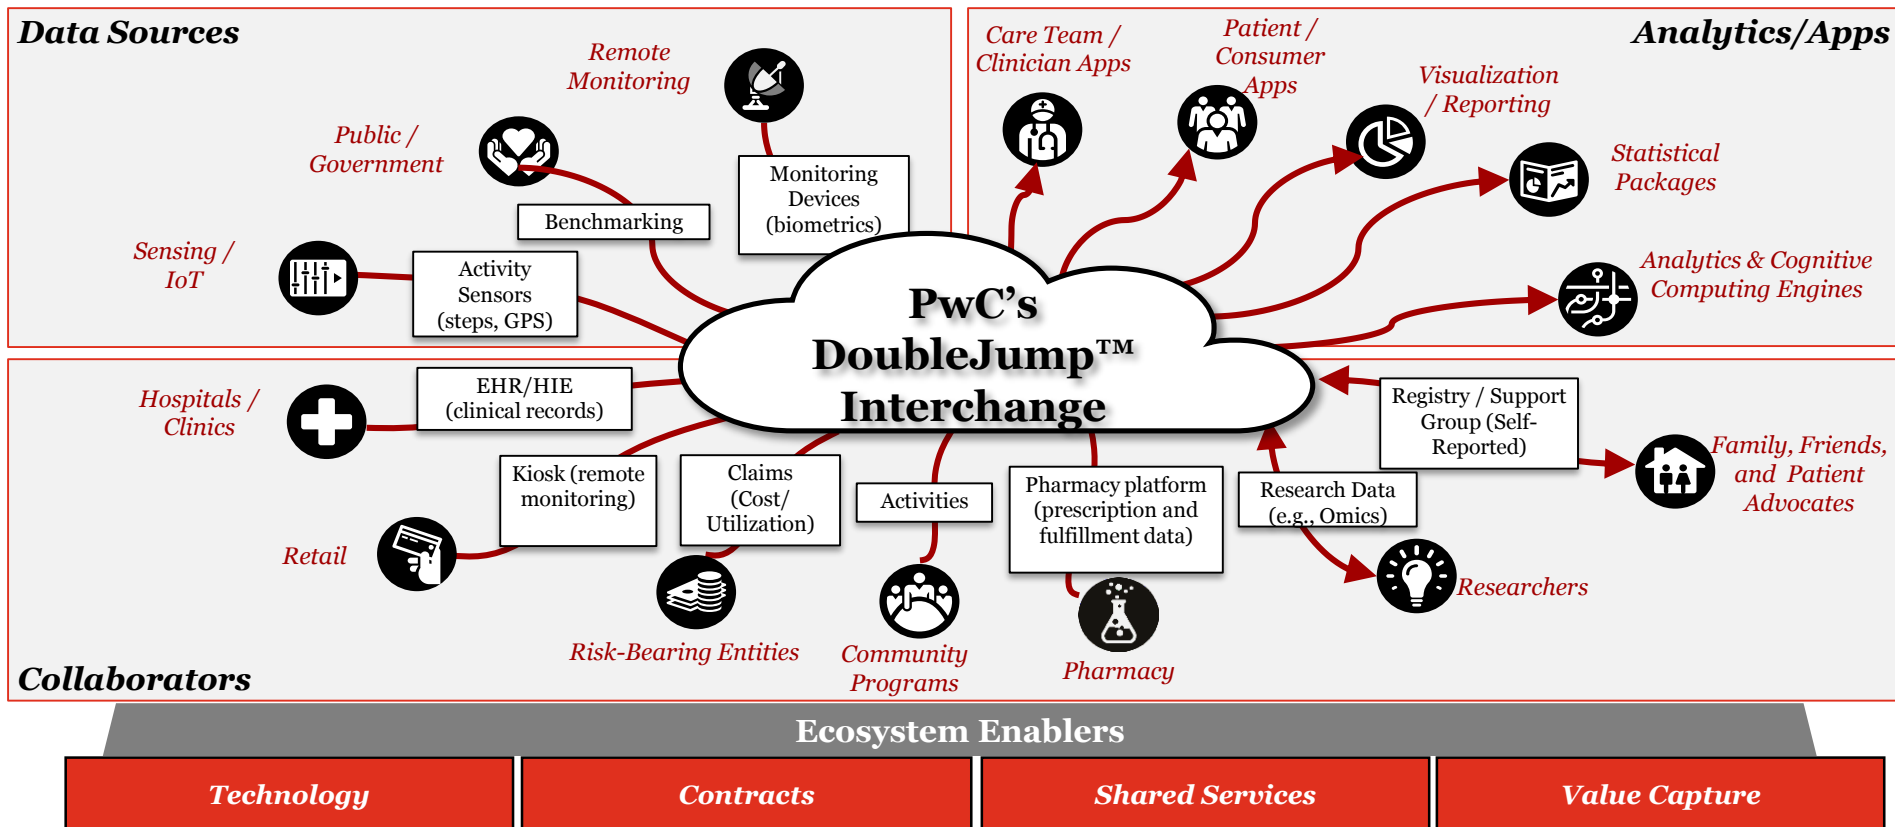 Data Sources
Remote
Monitoring
Public /
Government
Monitoring
Devices
(biometrics)
Benchmarking
Sensing /
IoT
Activity
Sensors
(steps, GPS)
Analytics/Apps
Care Team /
Clinician Apps
Patient /
Consumer
Apps
Visualization
/ Reporting
Statistical
Packages
Analytics & Cognitive
Computing Engines
PwC's
DoubleJump™
Interchange
Hospitals /
Clinics
EHR/HIE
(clinical records)
Kiosk (remote
monitoring)
Retail
Claims
(Cost/
Utilization)
Risk-Bearing Entities
Activities
Community
Programs
Pharmacy platform
(prescription and
fulfillment data)
Pharmacy
Research Data
(e.g., Omics)
Researchers
Registry / Support
Group (Self-
Reported)
Family, Friends,
and Patient
Advocates
Collaborators
Ecosystem Enablers
Technology
Contracts
Shared Services
Value Capture